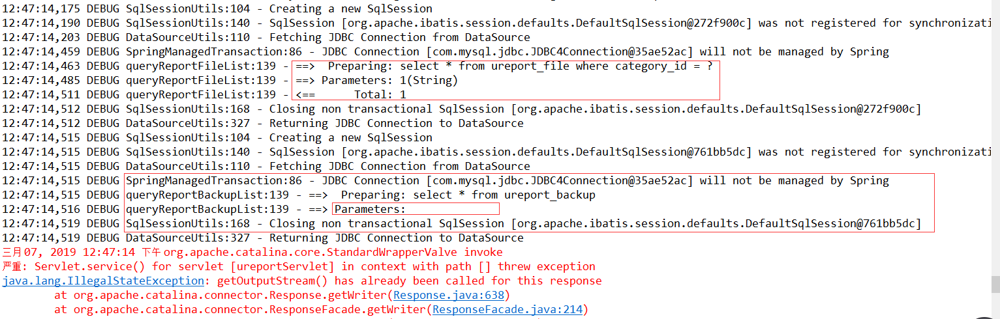 12:47:14,175 DEBUG SqlSessionUtils:104 - Creating a new SqlSession
12:47:14,190 DEBUG SqlSessionUtils:140 - SqlSession [org.apache.ibatis.session.defaults.DefaultSqlSession@272f900c] was not registered for synchronizati
12:47:14,203 DEBUG DataSourceUtils:110 - Fetching JDBC Connection from DataSource
12:47:14,459 DEBUG SpringManagedTransaction:86 - JDBC Connection [com.mysql.jdbc.JDBC4Connection@35ae52ac] will not be managed by Spring
12:47:14,463 DEBUG queryReportFileList:139 - ==>  Preparing: select * from ureport_file where category_id = ?
12:47:14,485 DEBUG queryReportFileList:139 - ==> Parameters: 1(String)
12:47:14,511 DEBUG queryReportFileList:139 - <==      Total: 1
12:47:14,512 DEBUG SqlSessionUtils:168 - Closing non transactional SqlSession [org.apache.ibatis.session.defaults.DefaultSqlSession@272f900c]
12:47:14,512 DEBUG DataSourceUtils:327 - Returning JDBC Connection to DataSource
12:47:14,515 DEBUG SqlSessionUtils:104 - Creating a new SqlSession
12:47:14,515 DEBUG SqlSessionUtils:140 - SqlSession [org.apache.ibatis.session.defaults.DefaultSqlSession@761bb5dc] was not registered for synchronizati
12:47:14,515 DEBUG DataSourceUtils:110 - Fetching JDBC Connection from DataSource
12:47:14,515 DEBUG SpringManagedTransaction:86 - JDBC Connection [com.mysql.jdbc.JDBC4Connection@35ae52ac] will not be managed by Spring
12:47:14,515 DEBUG queryReportBackupList:139 - ==>  Preparing: select * from ureport_backup
12:47:14,516 DEBUG queryReportBackupList:139 - ==> Parameters:
12:47:14,519 DEBUG SqlSessionUtils:168 - Closing non transactional SqlSession [org.apache.ibatis.session.defaults.DefaultSqlSession@761bb5dc]
12:47:14,519 DEBUG DataSourceUtils:327 - Returning JDBC Connection to DataSource
三月 07, 2019 12:47:14 下午 org.apache.catalina.core.StandardWrapperValve invoke
严重: Servlet.service() for servlet [ureportServlet] in context with path [] threw exception
java.lang.IllegalStateException: getOutputStream() has already been called for this response
	at org.apache.catalina.connector.Response.getWriter(Response.java:638)
	at org.apache.catalina.connector.ResponseFacade.getWriter(ResponseFacade.java:214)